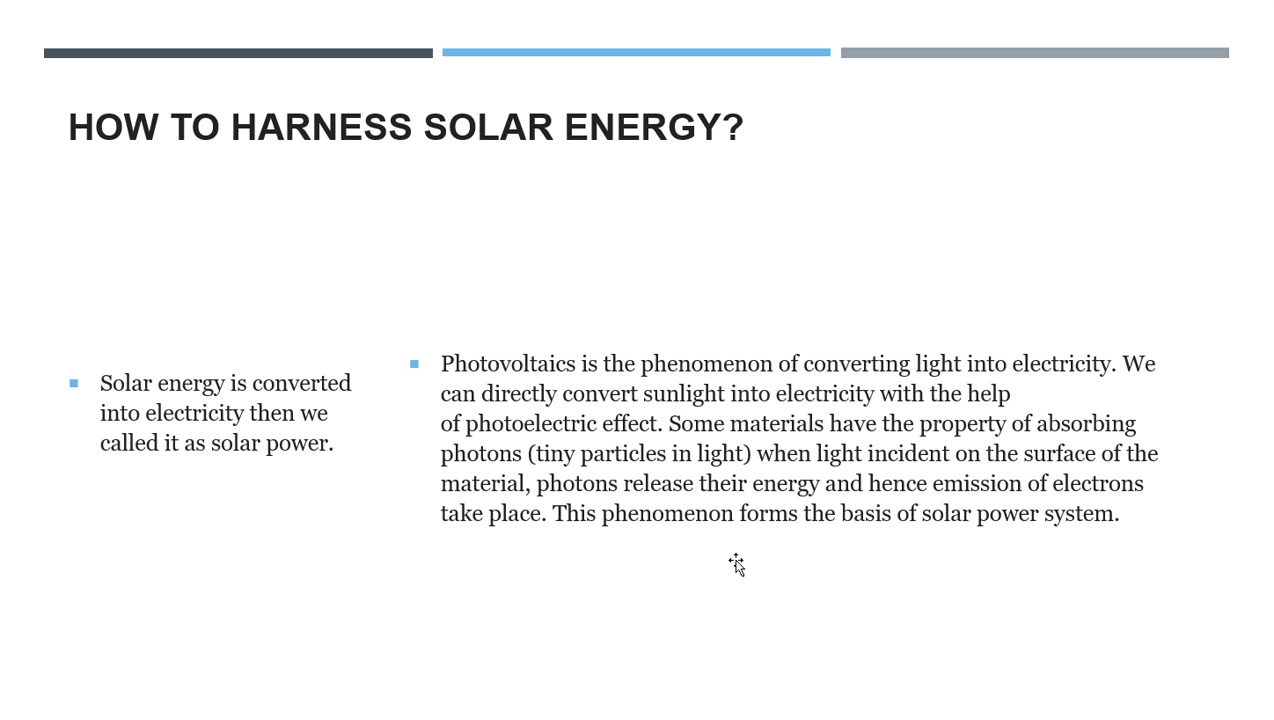 HOW TO HARNESS SOLAR ENERGY?
Solar energy is converted
into electricity then we
called it as solar power.
Photovoltaics is the phenomenon of converting light into electricity. We
can directly convert sunlight into electricity with the help
of photoelectric effect. Some materials have the property of absorbing
photons (tiny particles in light) when light incident on the surface of the
material, photons release their energy and hence emission of electrons
take place. This phenomenon forms the basis of solar power system.